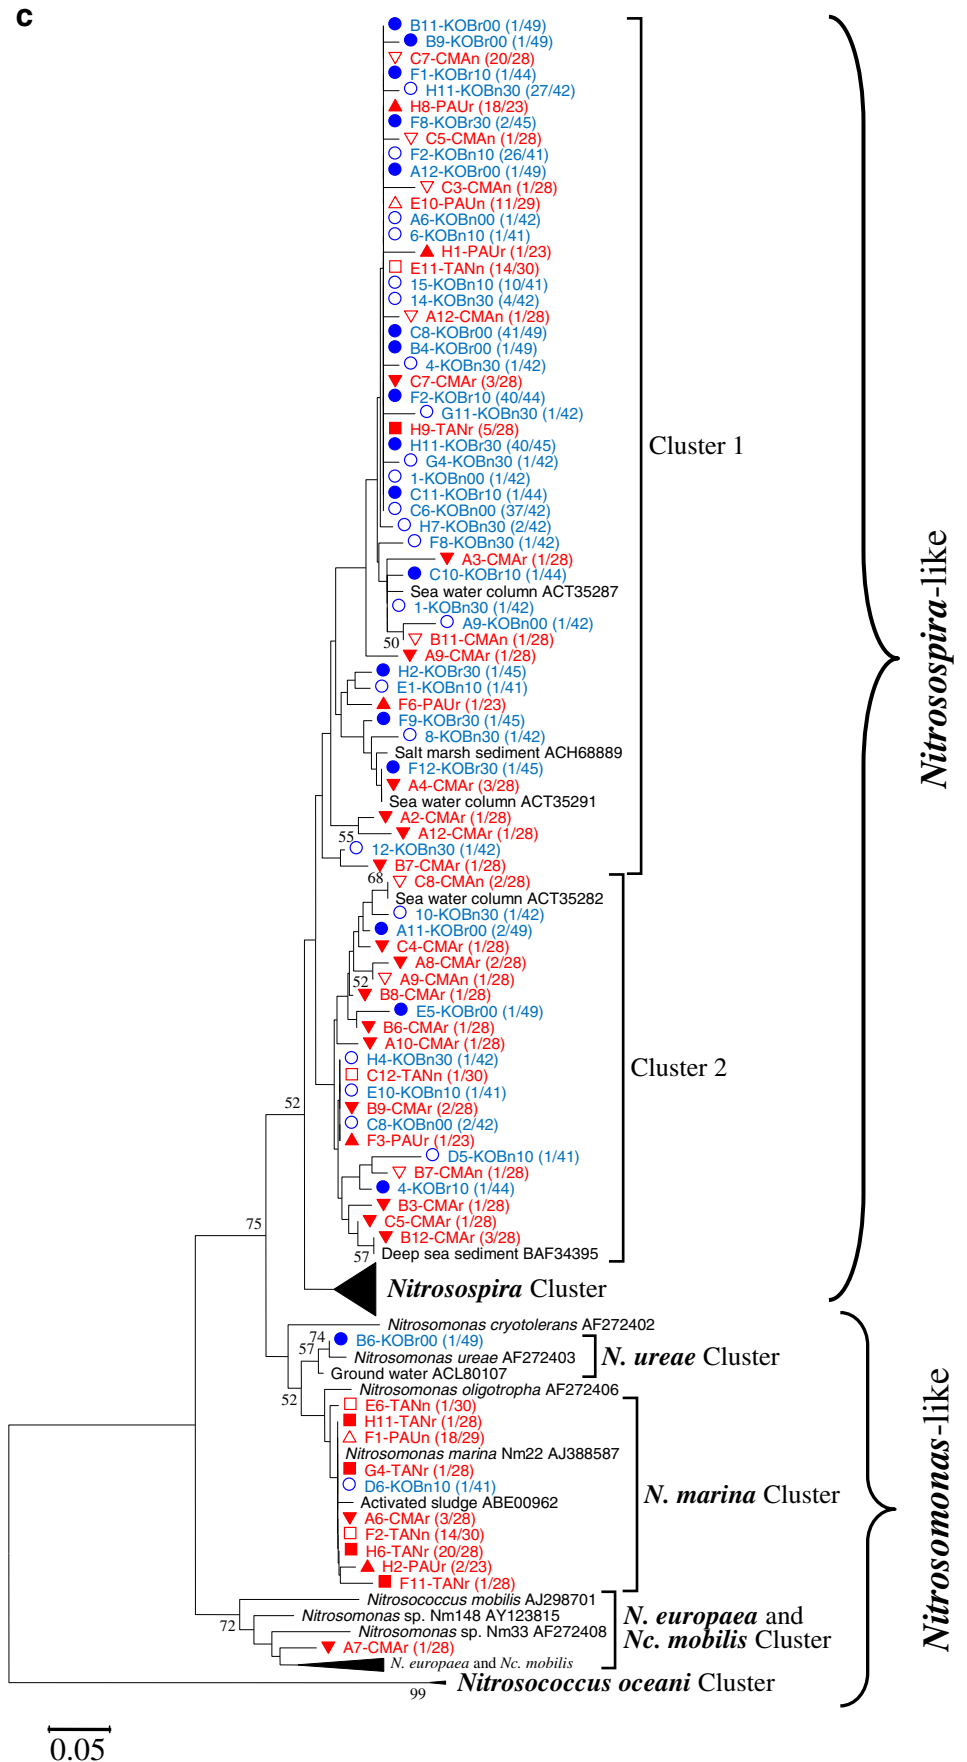 c
B11-KOBr00 (1/49)
B9-KOBr00 (1/49)
C7-CMAn (20/28)
F1-KOBr10 (1/44)
H11-KOBn30 (27/42)
H8-PAUr (18/23)
F8-KOBr30 (2/45)
C5-CMAn (1/28)
F2-KOBn10 (26/41)
A12-KOBr00 (1/49)
C3-CMAn (1/28)
E10-PAUn (11/29)
A6-KOBn00 (1/42)
6-KOBn10 (1/41)
H1-PAUr (1/23)
E11-TANn (14/30)
15-KOBn10 (10/41)
14-KOBn30 (4/42)
A12-CMAn (1/28)
C8-KOBr00 (41/49)
B4-KOBr00 (1/49)
4-KOBn30 (1/42)
C7-CMAr (3/28)
F2-KOBr10 (40/44)
G11-KOBn30 (1/42)
H9-TANr (5/28)
H11-KOBr30 (40/45)
Cluster 1
G4-KOBn30 (1/42)
1-KOBn00 (1/42)
C11-KOBr10 (1/44)
C6-KOBn00 (37/42)
H7-KOBn30 (2/42)
F8-KOBn30 (1/42)
A3-CMAr (1/28)
C10-KOBr10 (1/44)
Sea water column ACT35287
1-KOBn30 (1/42)
A9-KOBn00 (1/42)
50
B11-CMAn (1/28)
A9-CMAr (1/28)
Nitrosospira-like
H2-KOBr30 (1/45)
E1-KOBn10 (1/41)
F6-PAUr (1/23)
F9-KOBr30 (1/45)
8-KOBn30 (1/42)
Salt marsh sediment ACH68889
F12-KOBr30 (1/45)
A4-CMAr (3/28)
Sea water column ACT35291
A2-CMAr (1/28)
55
A12-CMAr (1/28)
12-KOBn30 (1/42)
B7-CMAr (1/28)
68
C8-CMAn (2/28)
Sea water column ACT35282
10-KOBn30 (1/42)
A11-KOBr00 (2/49)
C4-CMAr (1/28)
A8-CMAr (2/28)
52
A9-CMAn (1/28)
B8-CMAr (1/28)
E5-KOBr00 (1/49)
B6-CMAr (1/28)
A10-CMAr (1/28)
H4-KOBn30 (1/42)
Cluster 2
C12-TANn (1/30)
E10-KOBn10 (1/41)
52
B9-CMAr (2/28)
C8-KOBn00 (2/42)
F3-PAUr (1/23)
D5-KOBn10 (1/41)
B7-CMAn (1/28)
4-KOBr10 (1/44)
B3-CMAr (1/28)
75
C5-CMAr (1/28)
B12-CMAr (3/28)
57
Deep sea sediment BAF34395
Nitrosospira Cluster
Nitrosomonas cryotolerans AF272402
74
B6-KOBr00 (1/49)
57
Nitrosomonas ureae AF272403
N. ureae Cluster
Ground water ACL80107
52
Nitrosomonas oligotropha AF272406
E6-TANn (1/30)
H11-TANr (1/28)
F1-PAUn (18/29)
Nitrosomonas marina Nm22 AJ388587
G4-TANr (1/28)
D6-KOBn10 (1/41)
N. marina Cluster
Activated sludge ABE00962
A6-CMAr (3/28)
F2-TANn (14/30)
H6-TANr (20/28)
Nitrosomonas-like
H2-PAUr (2/23)
F11-TANr (1/28)
Nitrosococcus mobilis AJ298701
72
Nitrosomonas sp. Nm148 AY123815
Nitrosomonas sp. Nm33 AF272408
N. europaea and
Nc. mobilis Cluster
A7-CMAr (1/28)
N. europaea and Nc. mobilis
99
Nitrosococcus oceani Cluster
0.05